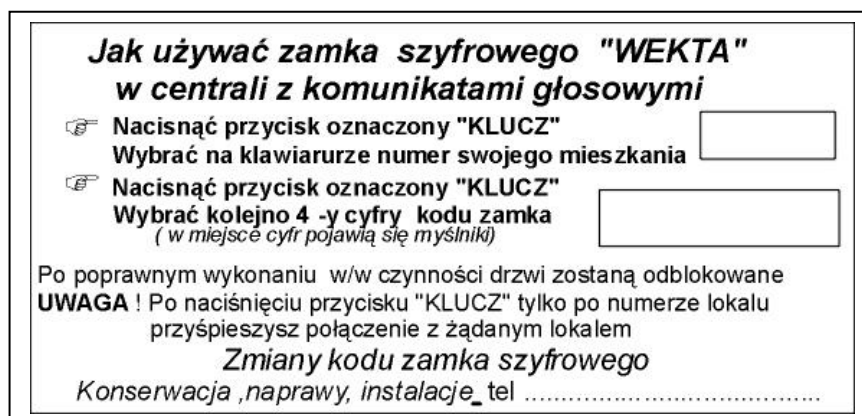 Jak używać zamka szyfrowego "WEKTA"
w centrali z komunikatami głosowymi
☞ Nacisnąć przycisk oznaczony "KLUCZ"
Wybrać na klawiarurze numer swojego mieszkania
☞ Nacisnąć przycisk oznaczony "KLUCZ"
Wybrać kolejno 4 -y cyfry kodu zamka
( w miejsce cyfr pojawią się myślniki)
Po poprawnym wykonaniu w/w czynności drzwi zostaną odblokowane
UWAGA ! Po naciśnięciu przycisku "KLUCZ" tylko po numerze lokalu
przyśpieszysz połączenie z żądanym lokalem
Zmiany kodu zamka szyfrowego
Konserwacja ,naprawy, instalacje_ tel .........................................